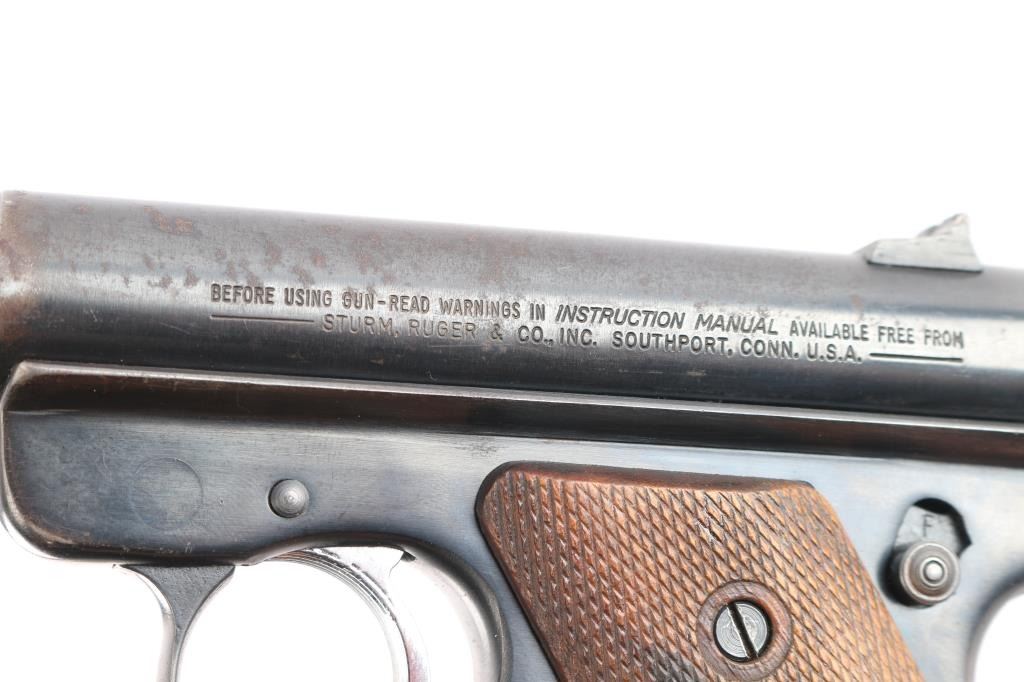 BEFORE USING GUN-READ WARNINGS IN INSTRUCTION MANUAL AVAILABLE FREE FROM
STURM, RUGER & CO., INC. SOUTHPORT, CONN. U.S.A.
F